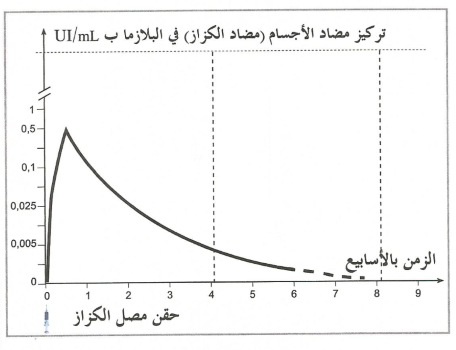 تركيز مضاد الأجسام (مضاد الكزاز) في البلازما ب UI/mL
1
0,5
0,1
0,025
0,005
0
0 1 2 3 4 5 6 7 8 9
الزمن بالأسابيع
حقن مصل الكزاز